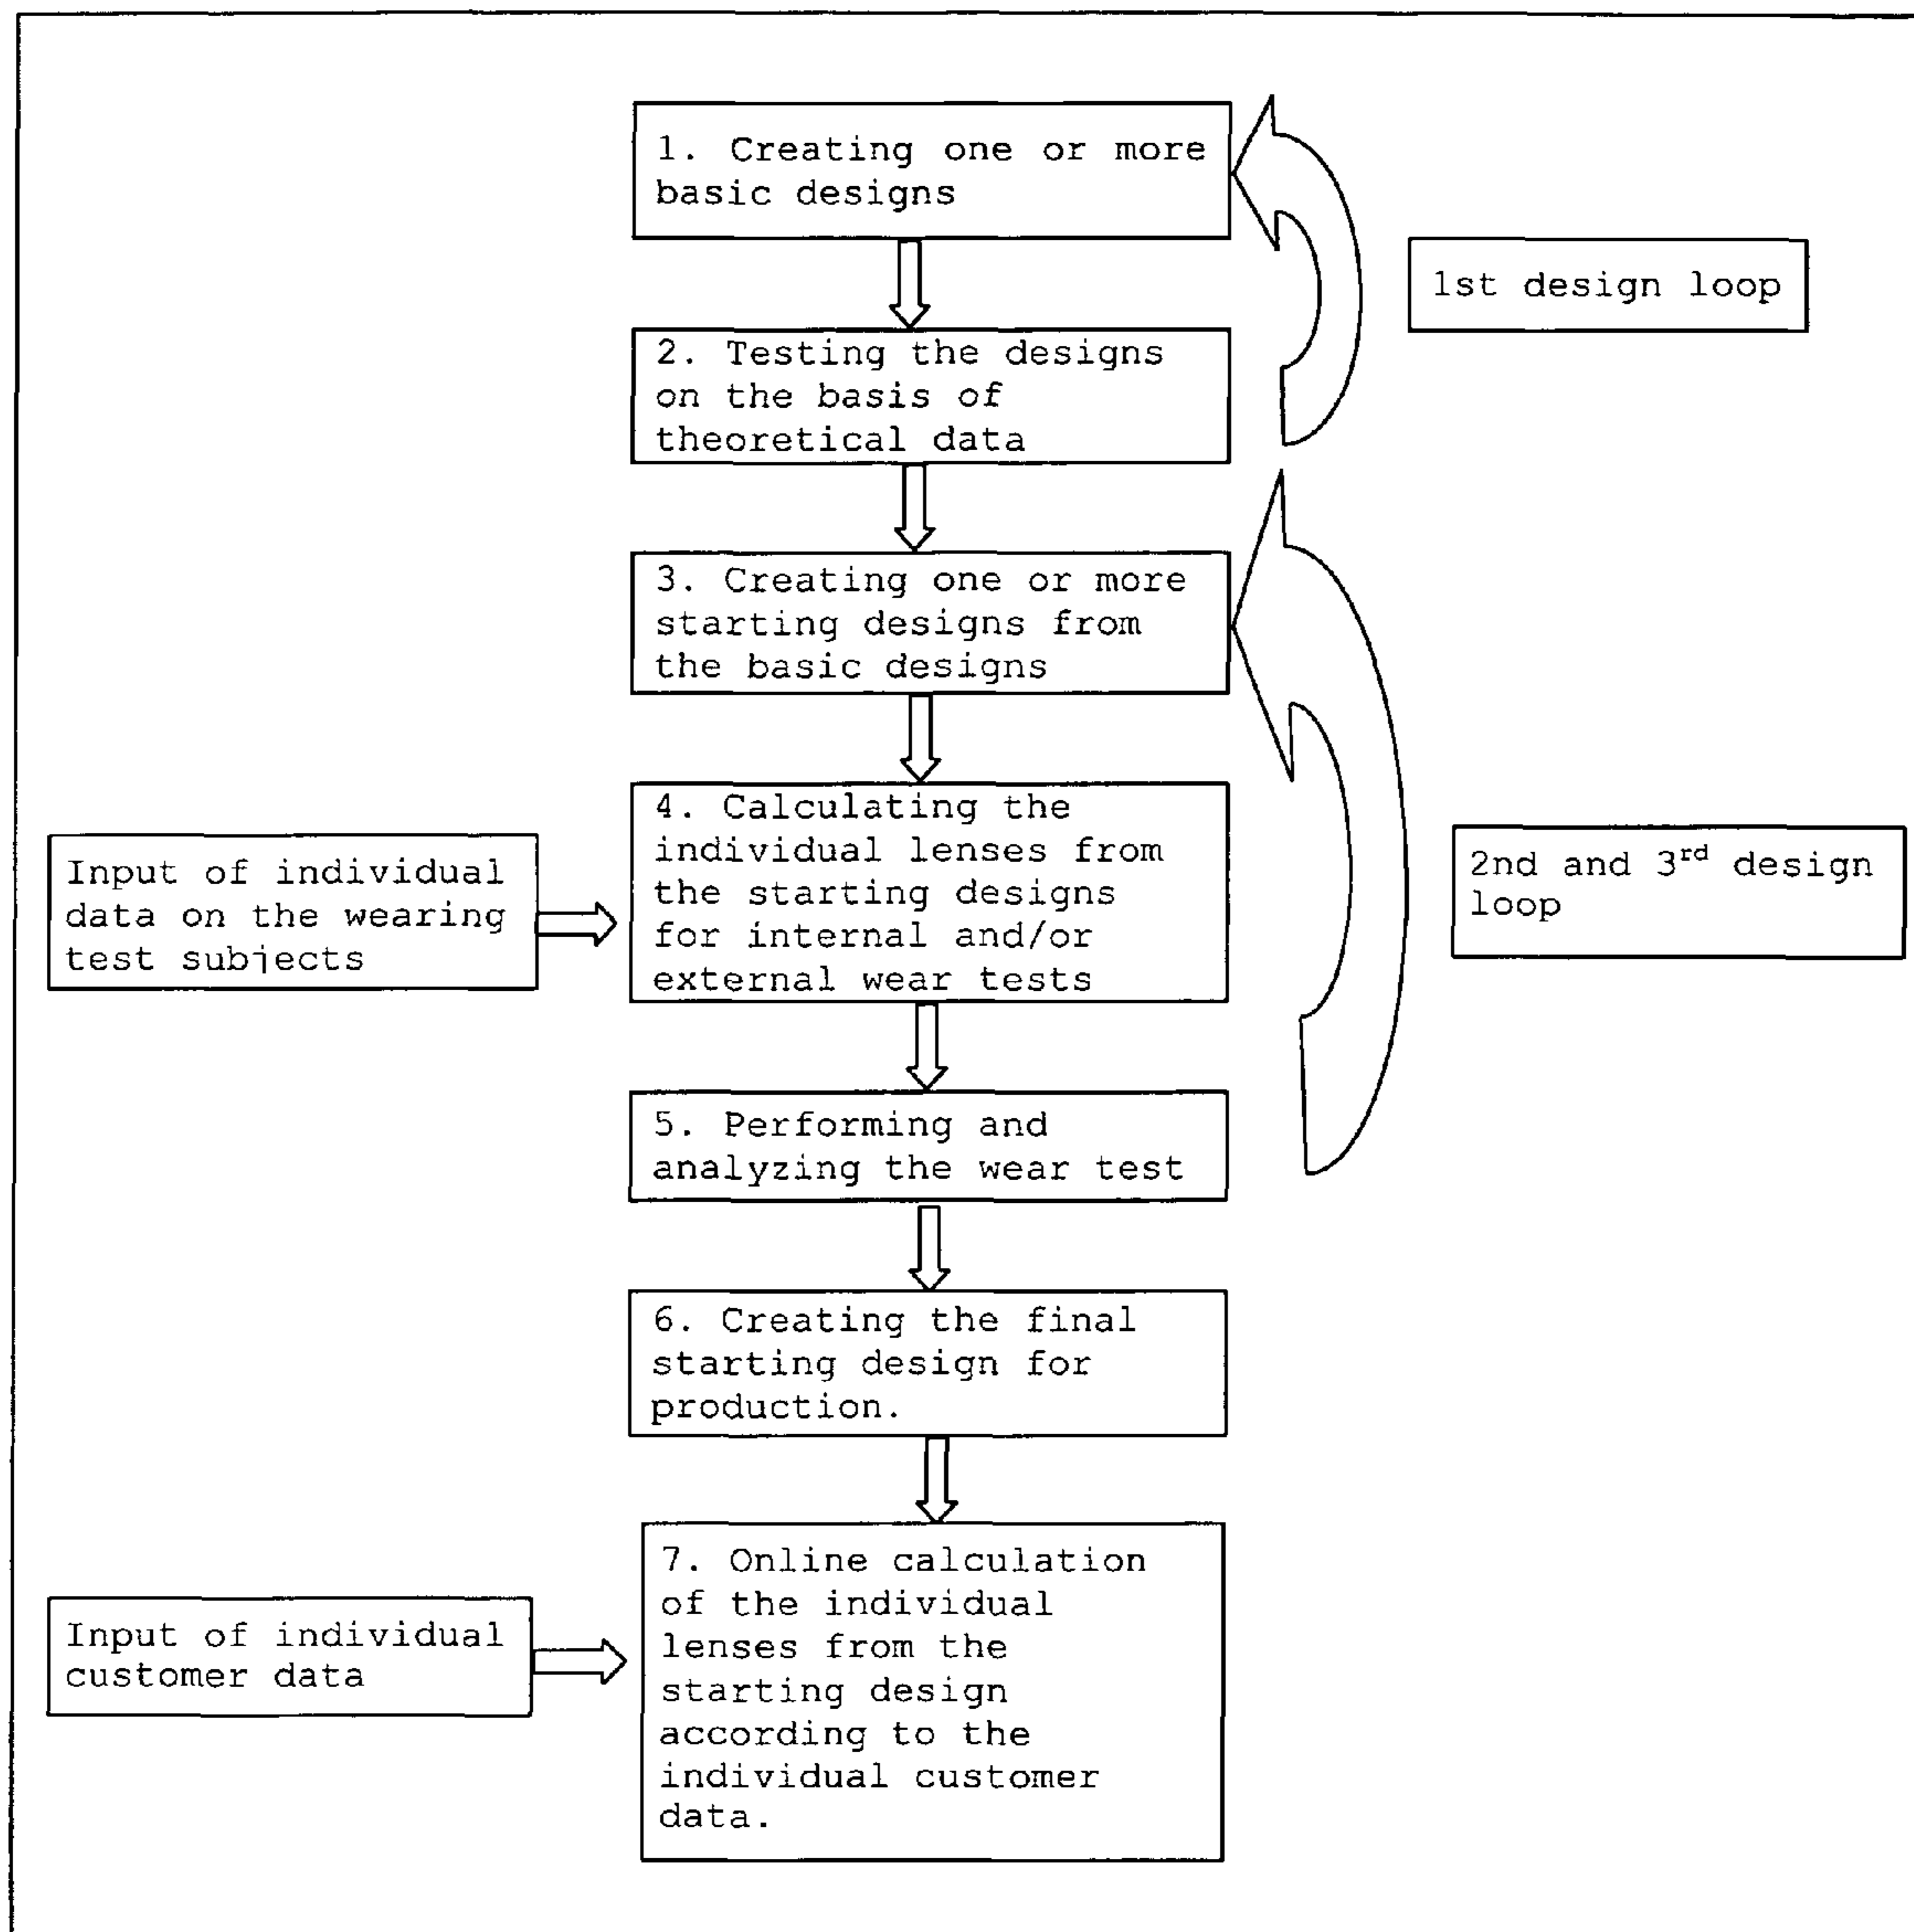 1. Creating one or more
basic designs
1st design loop
2. Testing the designs
on the basis of
theoretical data
3. Creating one or more
starting designs from
the basic designs
4. Calculating the
individual lenses from
the starting designs
for internal and/or
external wear tests
Input of individual
data on the wearing
test subjects
2nd and 3rd design
loop
5. Performing and
analyzing the wear test
6. Creating the final
starting design for
production.
7. Online calculation
of the individual
lenses from the
starting design
according to the
individual customer
data.
Input of individual
customer data